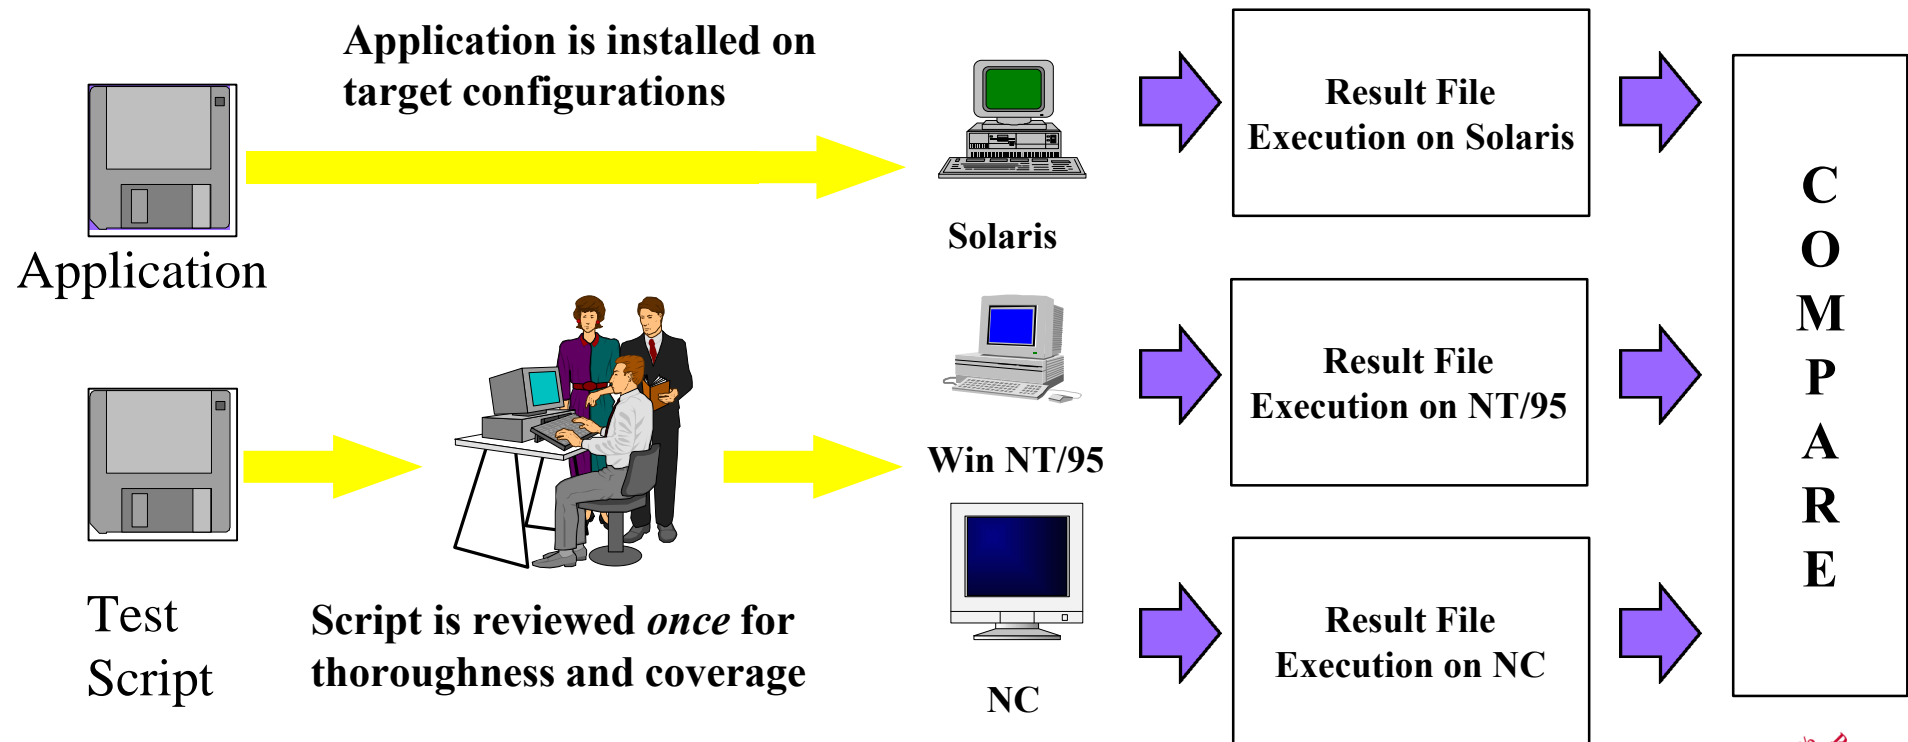 Application is installed on
target configurations
Application
Solaris
Result File
Execution on Solaris
Win NT/95
Result File
Execution on NT/95
Test
Script
Script is reviewed once for
thoroughness and coverage
NC
Result File
Execution on NC
C
O
M
P
A
R
E